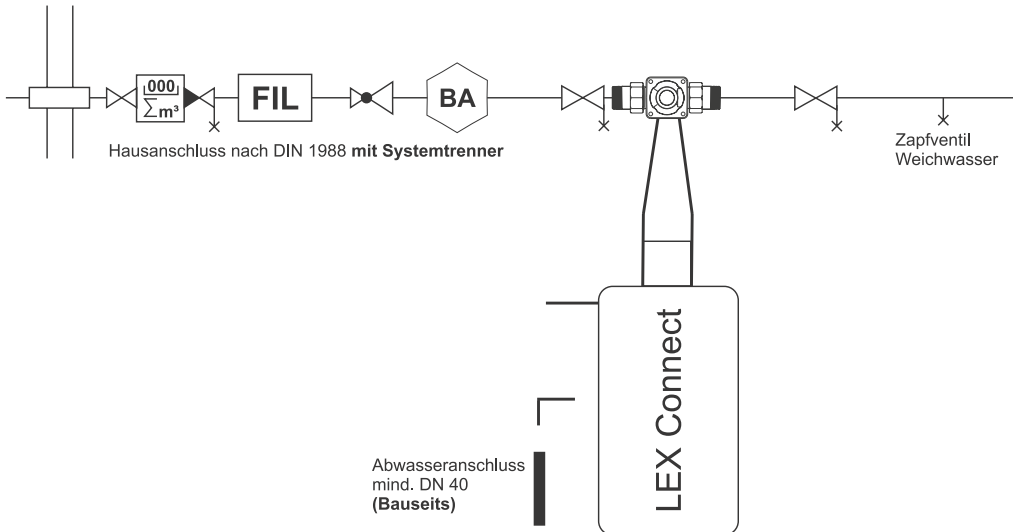 000
∑m³
FIL
BA
Hausanschluss nach DIN 1988 mit Systemtrenner
Zapfventil
Weichwasser
LEX Connect
Abwasseranschluss
mind. DN 40
(Bauseits)